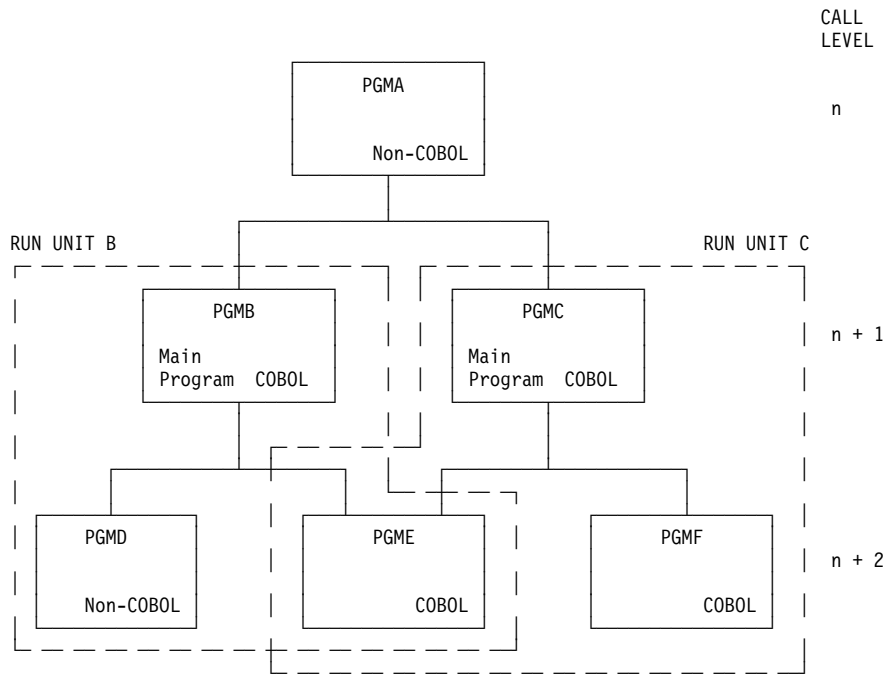 CALL
LEVEL
PGMA
n
Non-COBOL
RUN UNIT B
RUN UNIT C
PGMB
PGMC
n + 1
Main
Program COBOL
Main
Program COBOL
PGMD
PGME
PGMF
n + 2
Non-COBOL
COBOL
COBOL